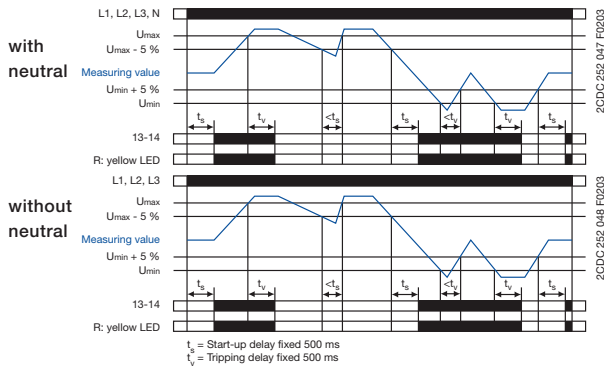 with
neutral
L1, L2, L3, N
Umax
Umax - 5 %
Measuring value
Umin + 5 %
Umin
ts
tv
<ts
ts
<tv
tv
ts
13-14
R: yellow LED
2CDC 252 047 F0203
without
neutral
L1, L2, L3
Umax
Umax - 5 %
Measuring value
Umin + 5 %
Umin
ts
tv
<ts
ts
<tv
tv
ts
13-14
R: yellow LED
2CDC 252 048 F0203
ts = Start-up delay fixed 500 ms
tv = Tripping delay fixed 500 ms